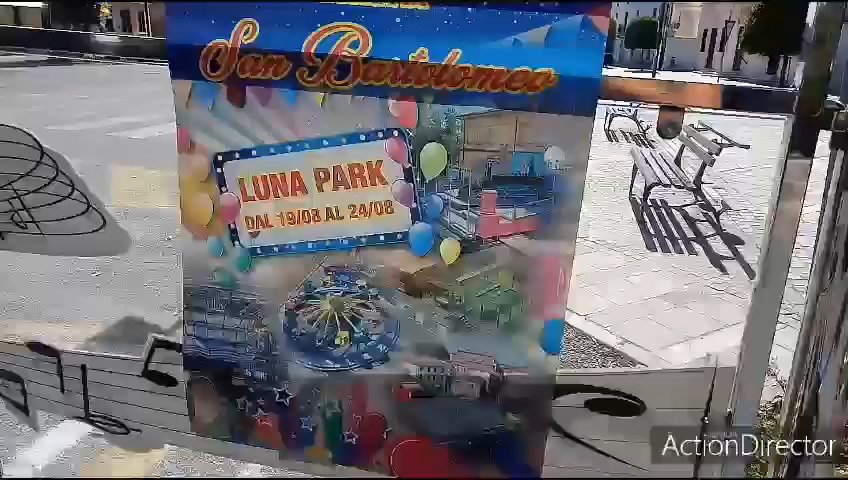 San Bartolomeo
LUNA PARK
DAL 19/08 AL 24/08
ActionDirector